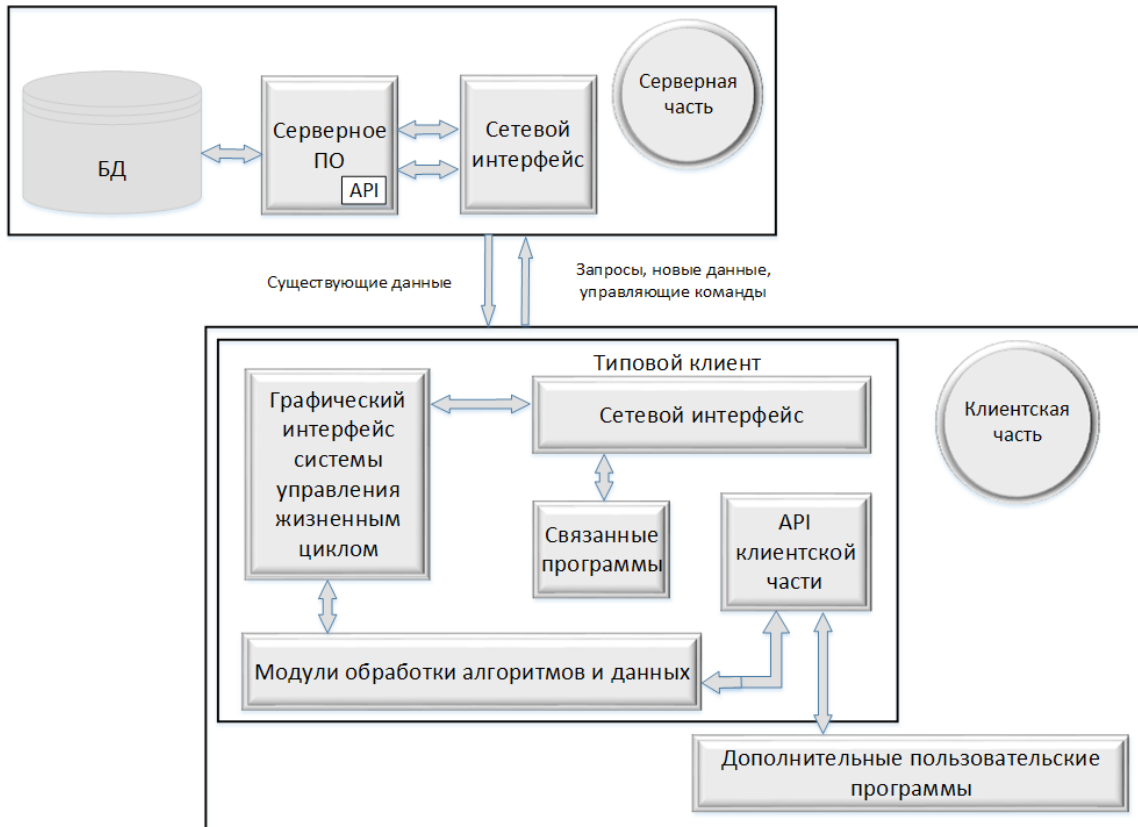 Серверная
часть
БД
Серверное
ПО
API
Сетевой
интерфейс
Существующие данные
Запросы, новые данные,
управляющие команды
Типовой клиент
Клиентская
часть
Графический
интерфейс
системы
управления
жизненным
циклом
Сетевой интерфейс
Связанные
программы
API
клиентской
части
Модули обработки алгоритмов и данных
Дополнительные пользовательские
программы